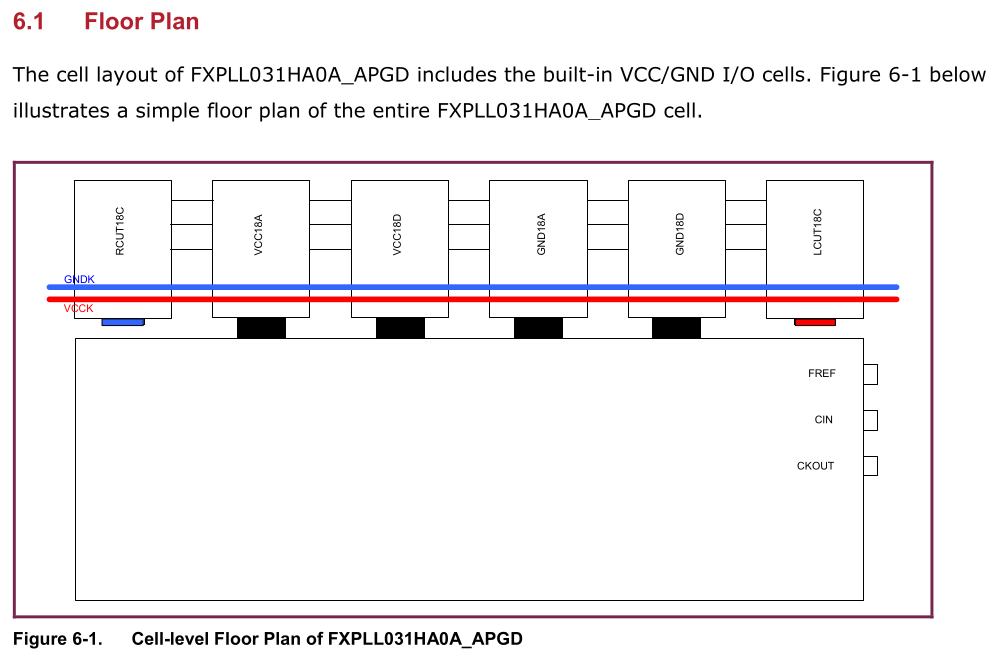 6.1 Floor Plan
The cell layout of FXPLL031HA0A_APGD includes the built-in VCC/GND I/O cells. Figure 6-1 below
illustrates a simple floor plan of the entire FXPLL031HA0A_APGD cell.
RCUT18C
VCC18A
VCC18D
GND18A
GND18D
LCUT18C
GNDK
VCCK
FREF
CIN
CKOUT
Figure 6-1. Cell-level Floor Plan of FXPLL031HA0A_APGD